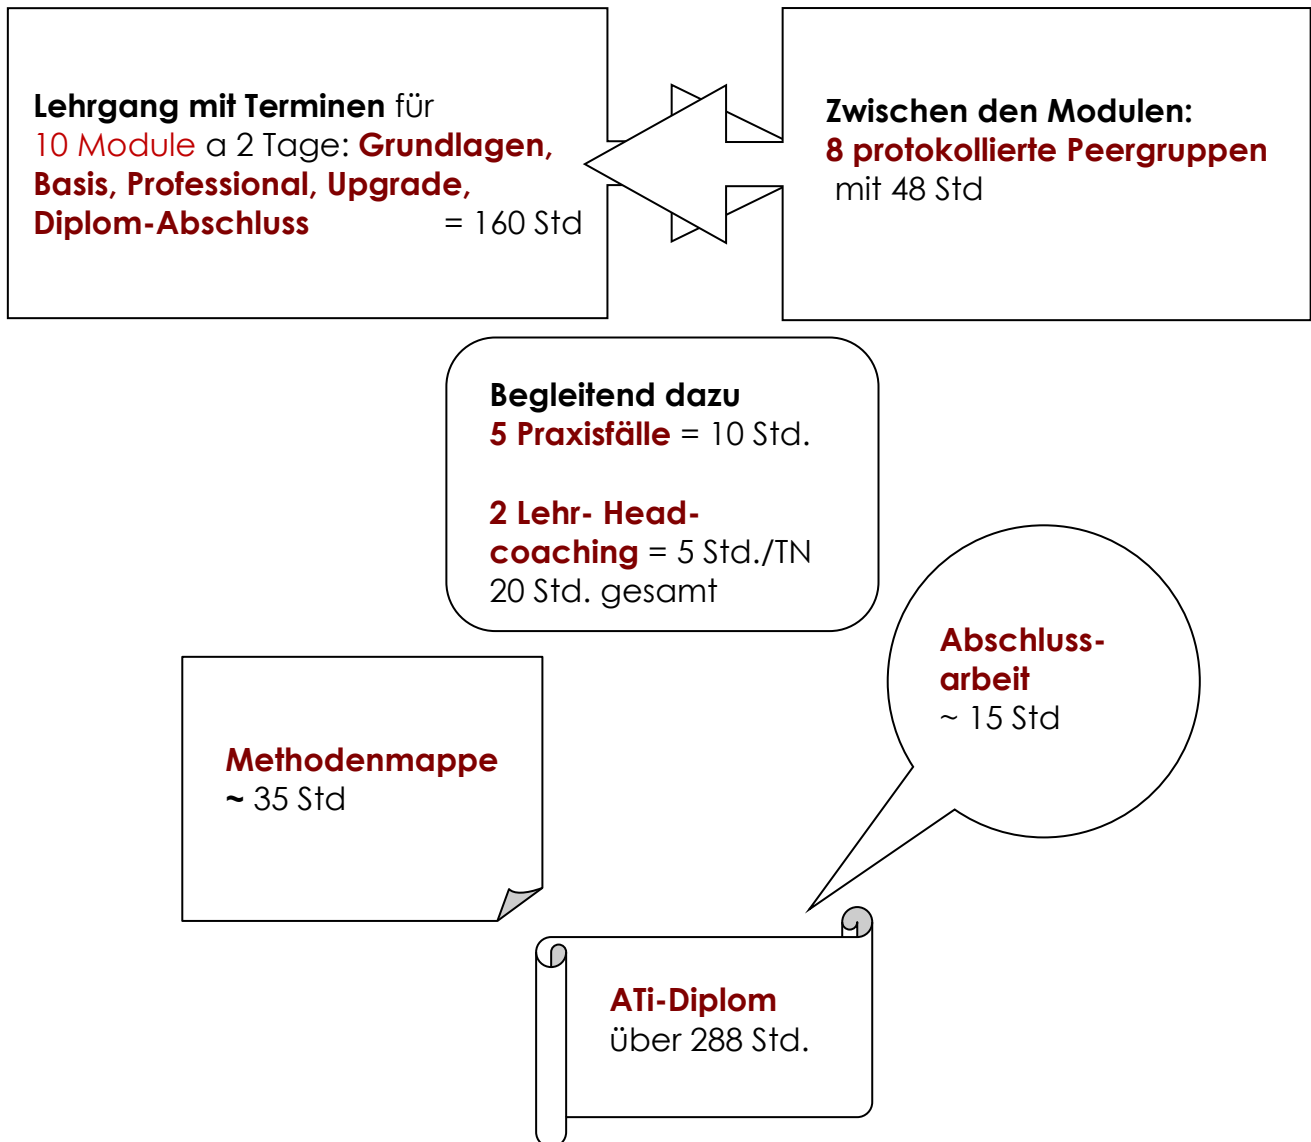 Lehrgang mit Terminen für
10 Module a 2 Tage: Grundlagen,
Basis, Professional, Upgrade,
Diplom-Abschluss = 160 Std
Zwischen den Modulen:
8 protokollierte Peergruppen
mit 48 Std
Begleitend dazu
5 Praxisfälle = 10 Std.
2 Lehr- Head-
coaching = 5 Std./TN
20 Std. gesamt
Abschluss-
arbeit
~ 15 Std
Methodenmappe
~ 35 Std
ATi-Diplom
über 288 Std.